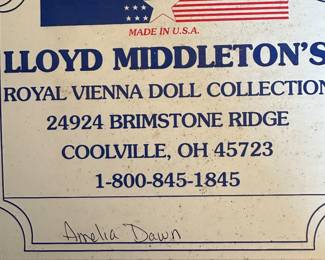 MADE IN U.S.A.
LLOYD MIDDLETON'S
ROYAL VIENNA DOLL COLLECTION
24924 BRIMSTONE RIDGE
COOLVILLE, OH 45723
1-800-845-1845
Amelia Dawn